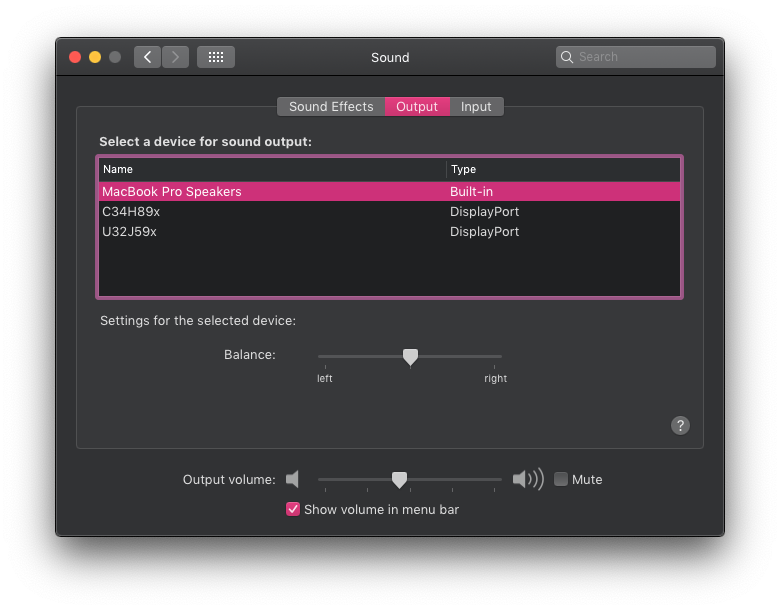 Sound
Search
Sound Effects Output Input
Select a device for sound output:
Name Type
MacBook Pro Speakers Built-in
C34H89x DisplayPort
U32J59x DisplayPort
Settings for the selected device:
Balance:
left right
?
Output volume: Mute
Show volume in menu bar